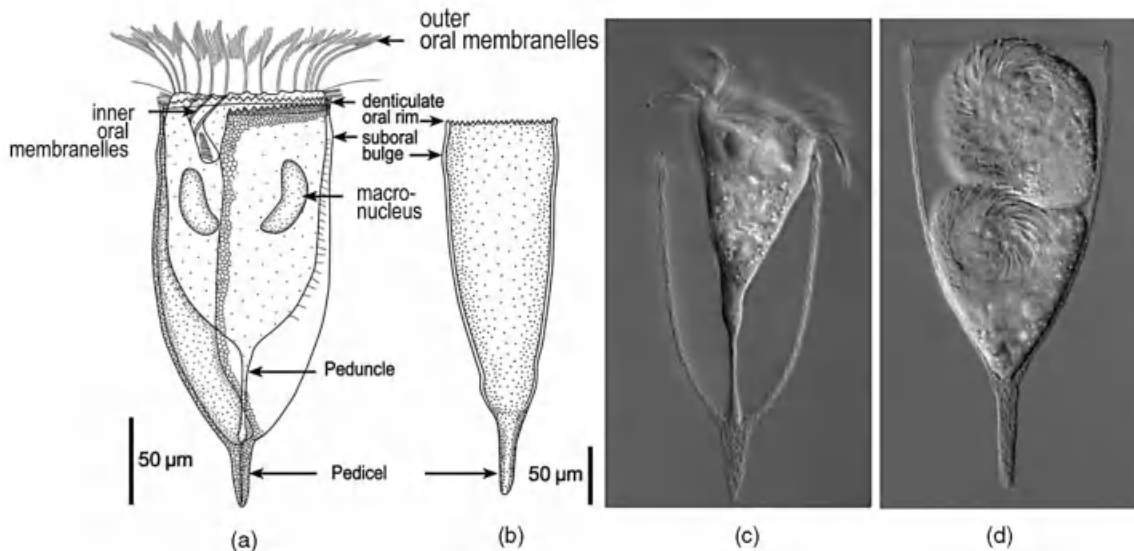 outer
oral membranelles
inner
oral
membranelles
denticulate
oral rim
suboral
bulge
macro-
nucleus
Peduncle
50 µm
Pedicel
50 µm
(a)
(b)
(c)
(d)